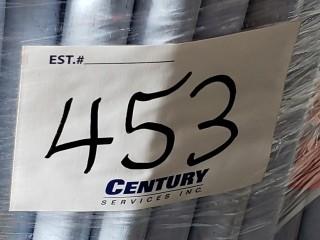 EST.#
453
CENTURY
SERVICES INC.